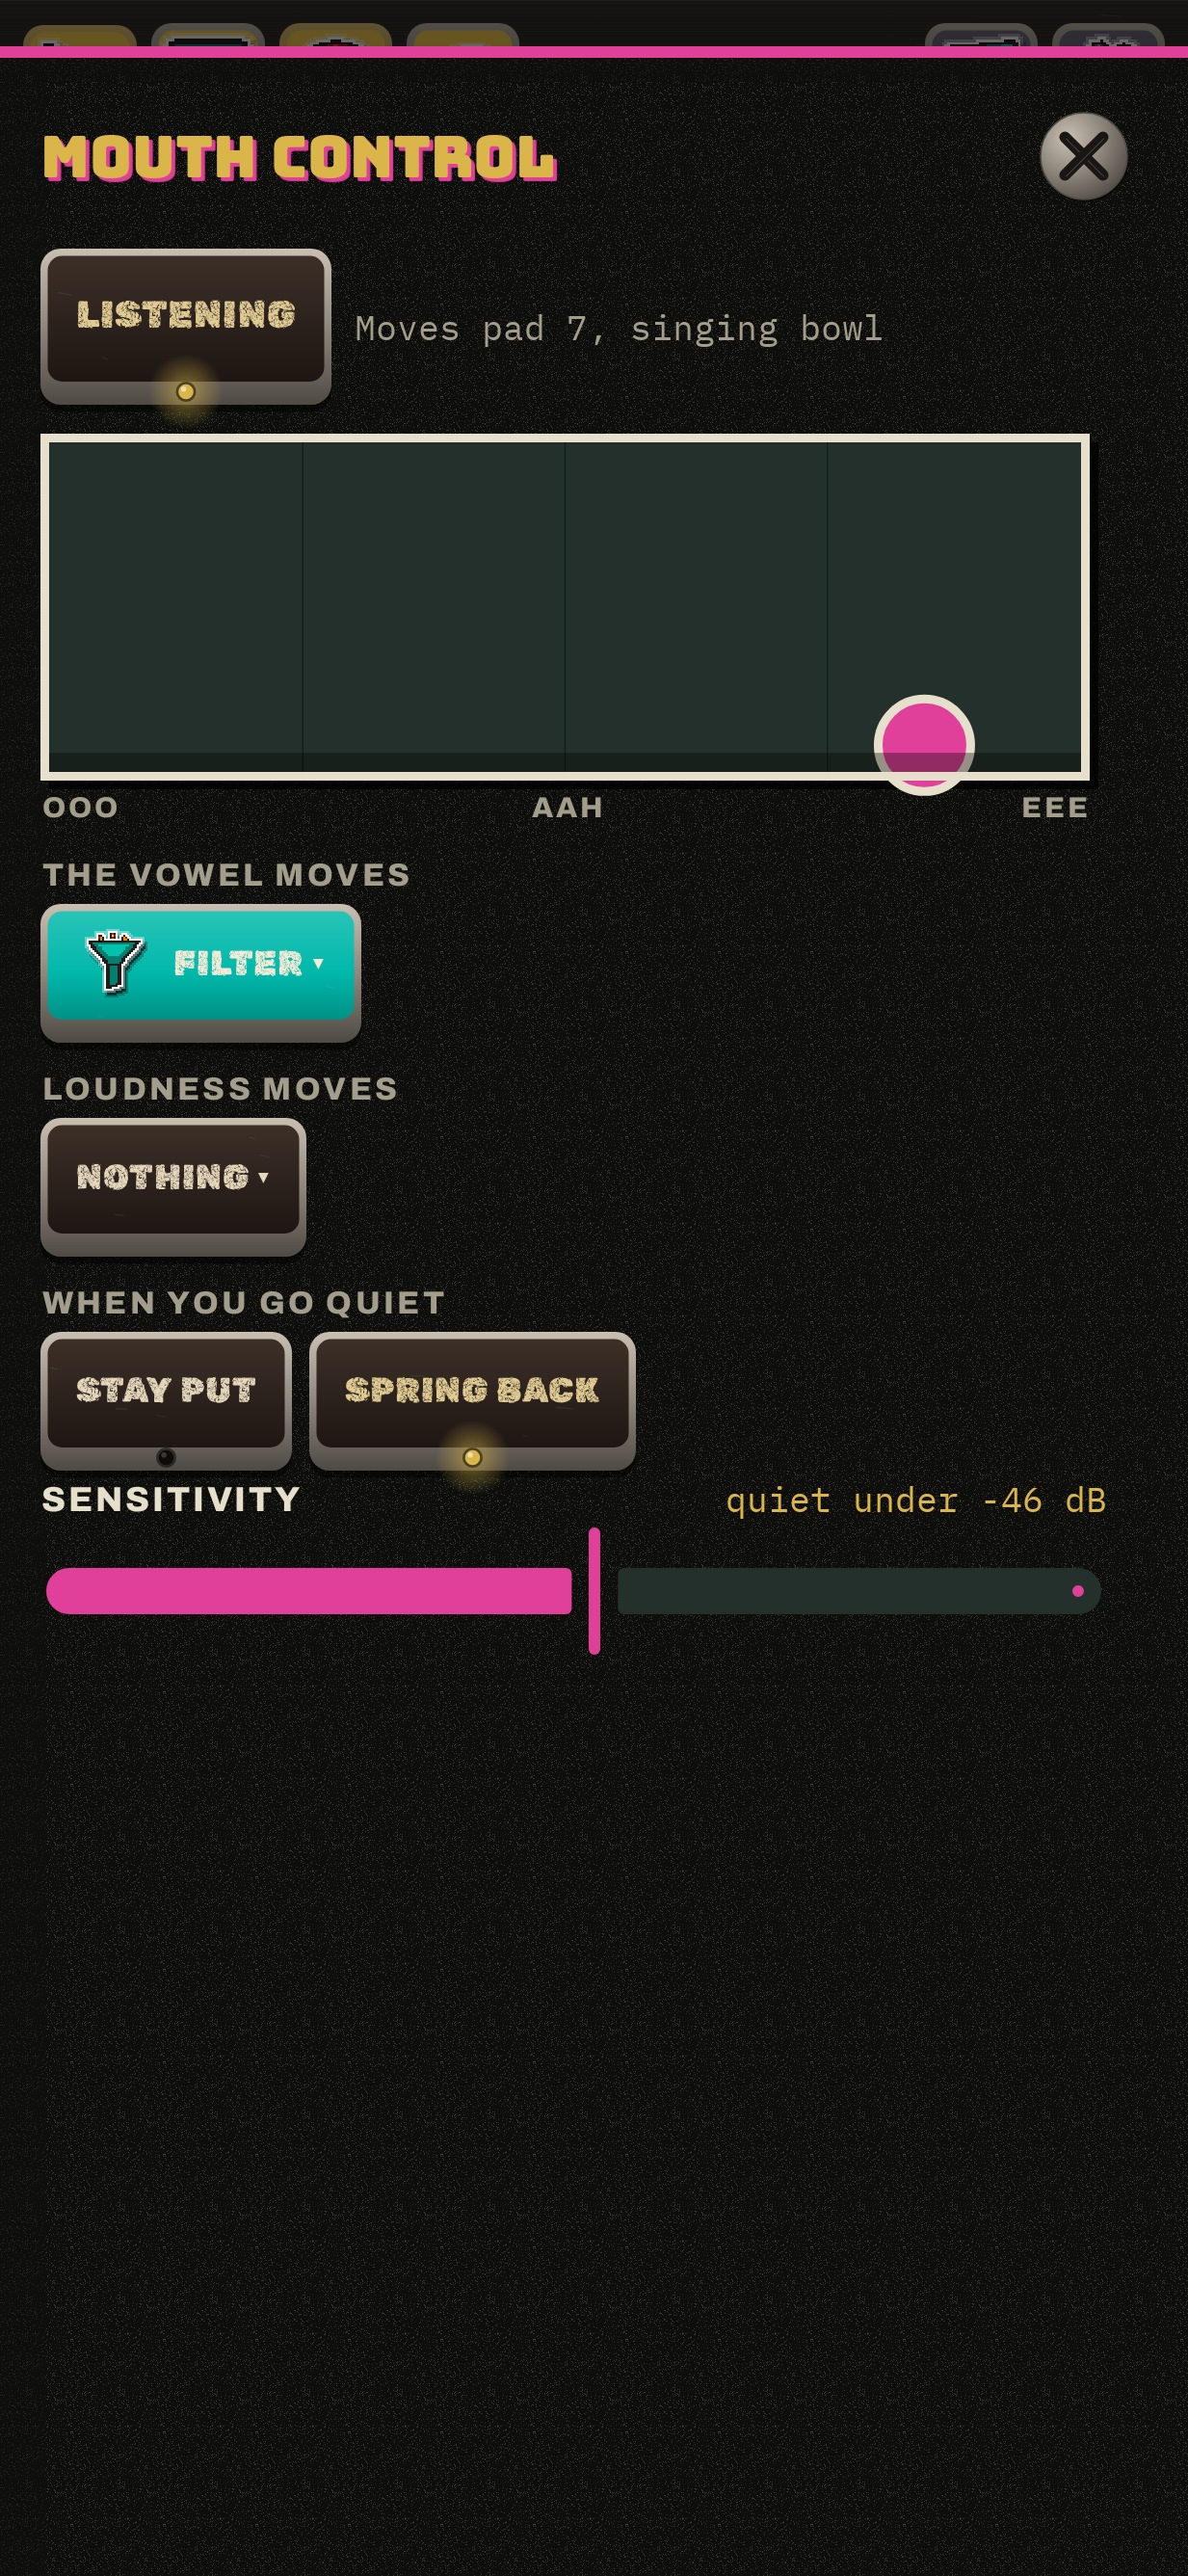 MOUTH CONTROL
LISTENING
Moves pad 7, singing bowl
OOO AAH EEE
THE VOWEL MOVES
FILTER ▾
LOUDNESS MOVES
NOTHING ▾
WHEN YOU GO QUIET
STAY PUT SPRING BACK
SENSITIVITY quiet under -46 dB